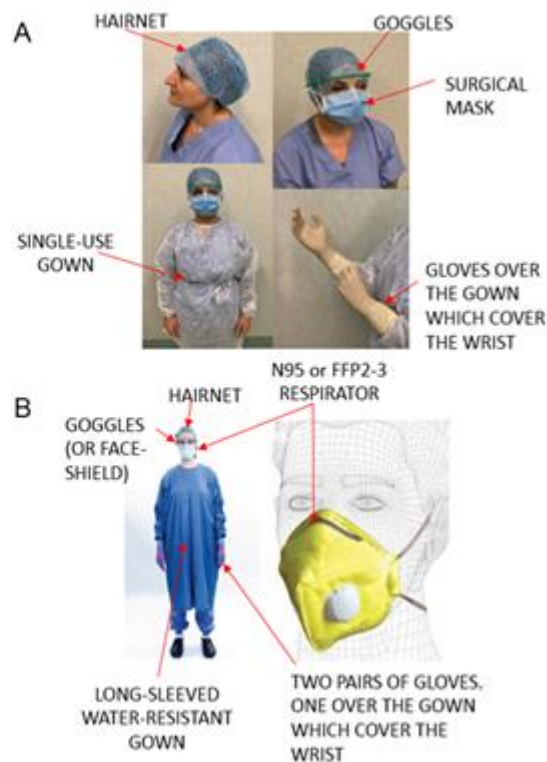 A
HAIRNET
GOGGLES
SURGICAL
MASK
SINGLE-USE
GOWN
GLOVES OVER
THE GOWN
WHICH COVER
THE WRIST
B
HAIRNET
N95 or FFP2-3
RESPIRATOR
GOGGLES
(OR FACE-
SHIELD)
LONG-SLEEVED
WATER-RESISTANT
GOWN
TWO PAIRS OF GLOVES,
ONE OVER THE GOWN
WHICH COVER THE
WRIST